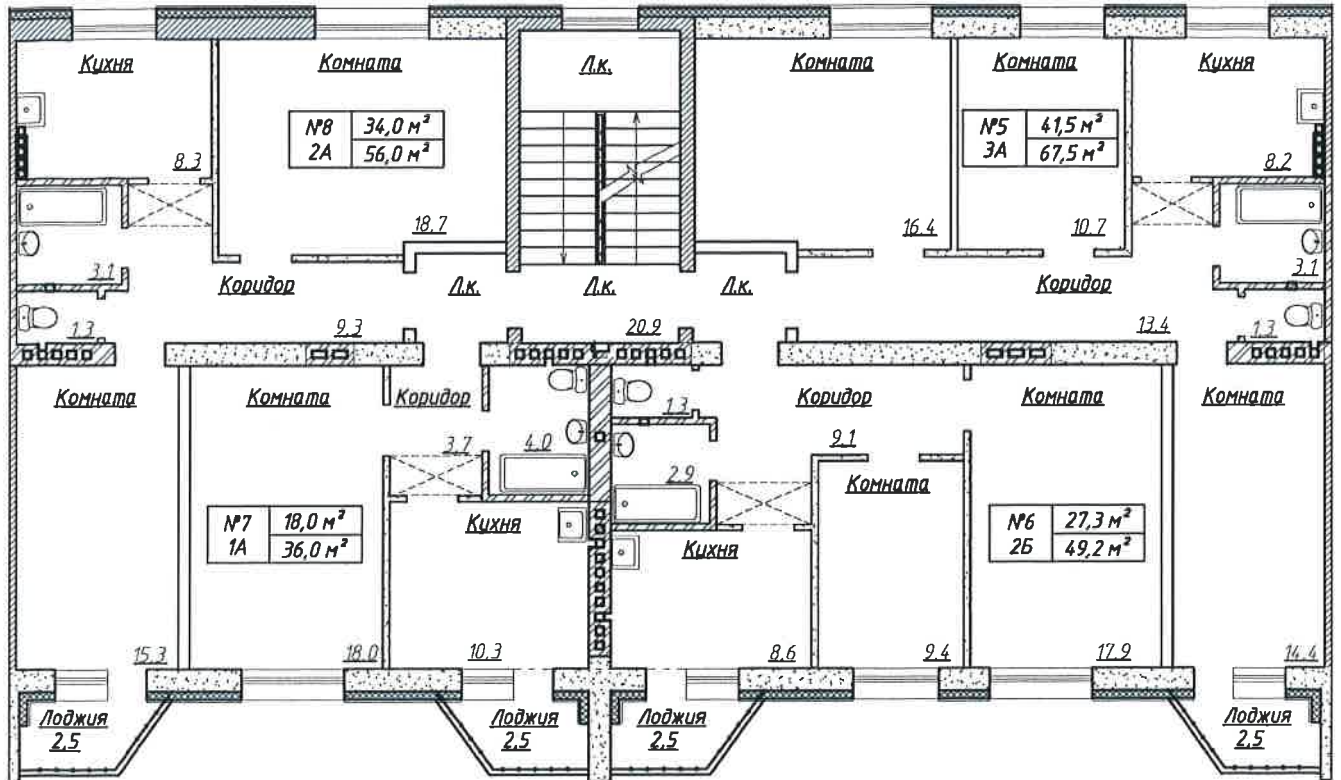 Кухня
Комната
Л.к.
Комната
Комната
Кухня
№8 34,0 м²
2А 56,0 м²
№5 41,5 м²
3А 67,5 м²
8.3
18.7
16.4
10.7
8.2
3.1
Коридор
Л.к.
Л.к.
Л.к.
Коридор
3.1
1.3
9.3
20.9
13.4
1.3
Комната
Комната
Коридор
1.3
Коридор
Комната
Комната
3.7
4.0
2.9
9.1
Комната
№7 18,0 м²
1А 36,0 м²
Кухня
Кухня
№6 27,3 м²
2Б 49,2 м²
15.3
18.0
10.3
8.6
9.4
17.9
14.4
Лоджия
2,5
Лоджия
2,5
Лоджия
2,5
Лоджия
2,5